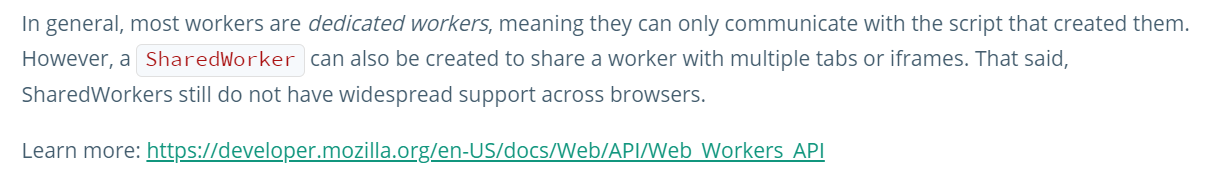 In general, most workers are dedicated workers, meaning they can only communicate with the script that created them.
However, a SharedWorker can also be created to share a worker with multiple tabs or iframes. That said,
SharedWorkers still do not have widespread support across browsers.
Learn more: https://developer.mozilla.org/en-US/docs/Web/API/Web_Workers_API